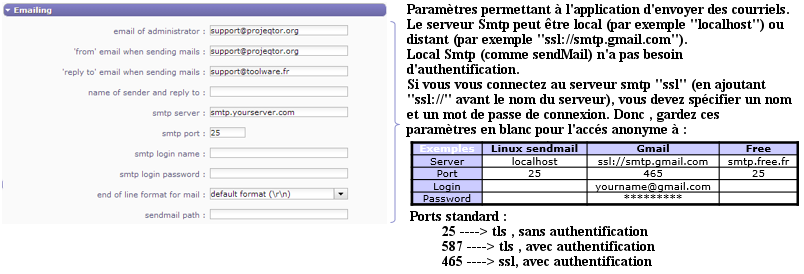 Emailing
email of administrator : support@projeqtor.org
'from' email when sending mails : support@projeqtor.org
'reply to' email when sending mails : support@toolware.fr
name of sender and reply to :
smtp server : smtp.yourserver.com
smtp port : 25
smtp login name :
smtp login password :
end of line format for mail : default format (\r\n)
sendmail path :
Paramètres permettant à l'application d'envoyer des courriels.
Le serveur Smtp peut être local (par exemple "localhost") ou
distant (par exemple "ssl://smtp.gmail.com").
Local Smtp (comme sendMail) n'a pas besoin
d'authentification.
Si vous vous connectez au serveur smtp "ssl" (en ajoutant
"ssl://" avant le nom du serveur), vous devez spécifier un nom
et un mot de passe de connexion. Donc , gardez ces
paramètres en blanc pour l'accés anonyme à :
Exemples Linux sendmail Gmail Free
Server localhost ssl://smtp.gmail.com smtp.free.fr
Port 25 465 25
Login yourname@gmail.com
Password *********
Ports standard :
25 ----> tls , sans authentification
587 ----> tls , avec authentification
465 ----> ssl, avec authentification